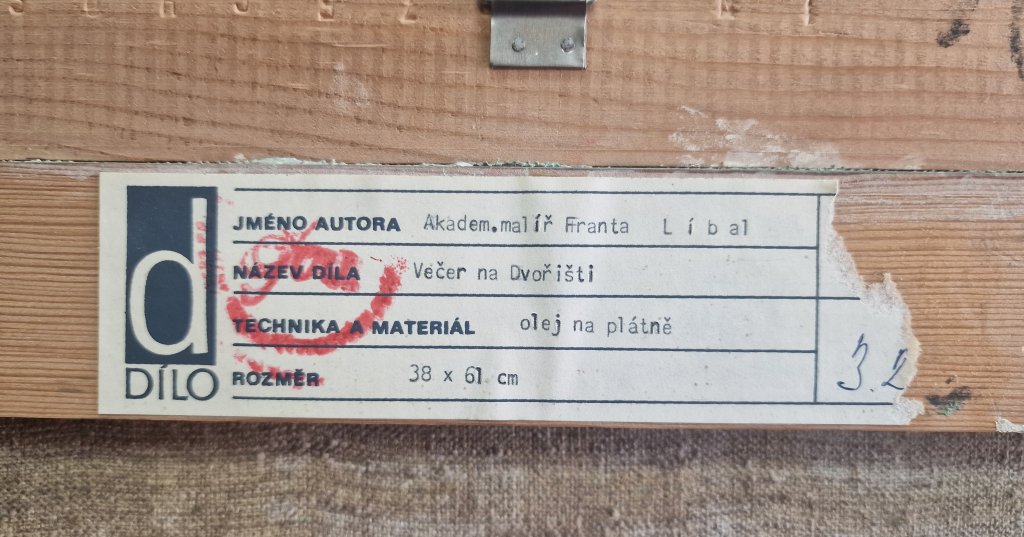 d
DÍLO
JMÉNO AUTORA Akadem.malíř Franta L í b a l
NÁZEV DÍLA Večer na Dvořišti
TECHNIKA A MATERIÁL olej na plátně
ROZMĚR 38 x 61 cm
3.2